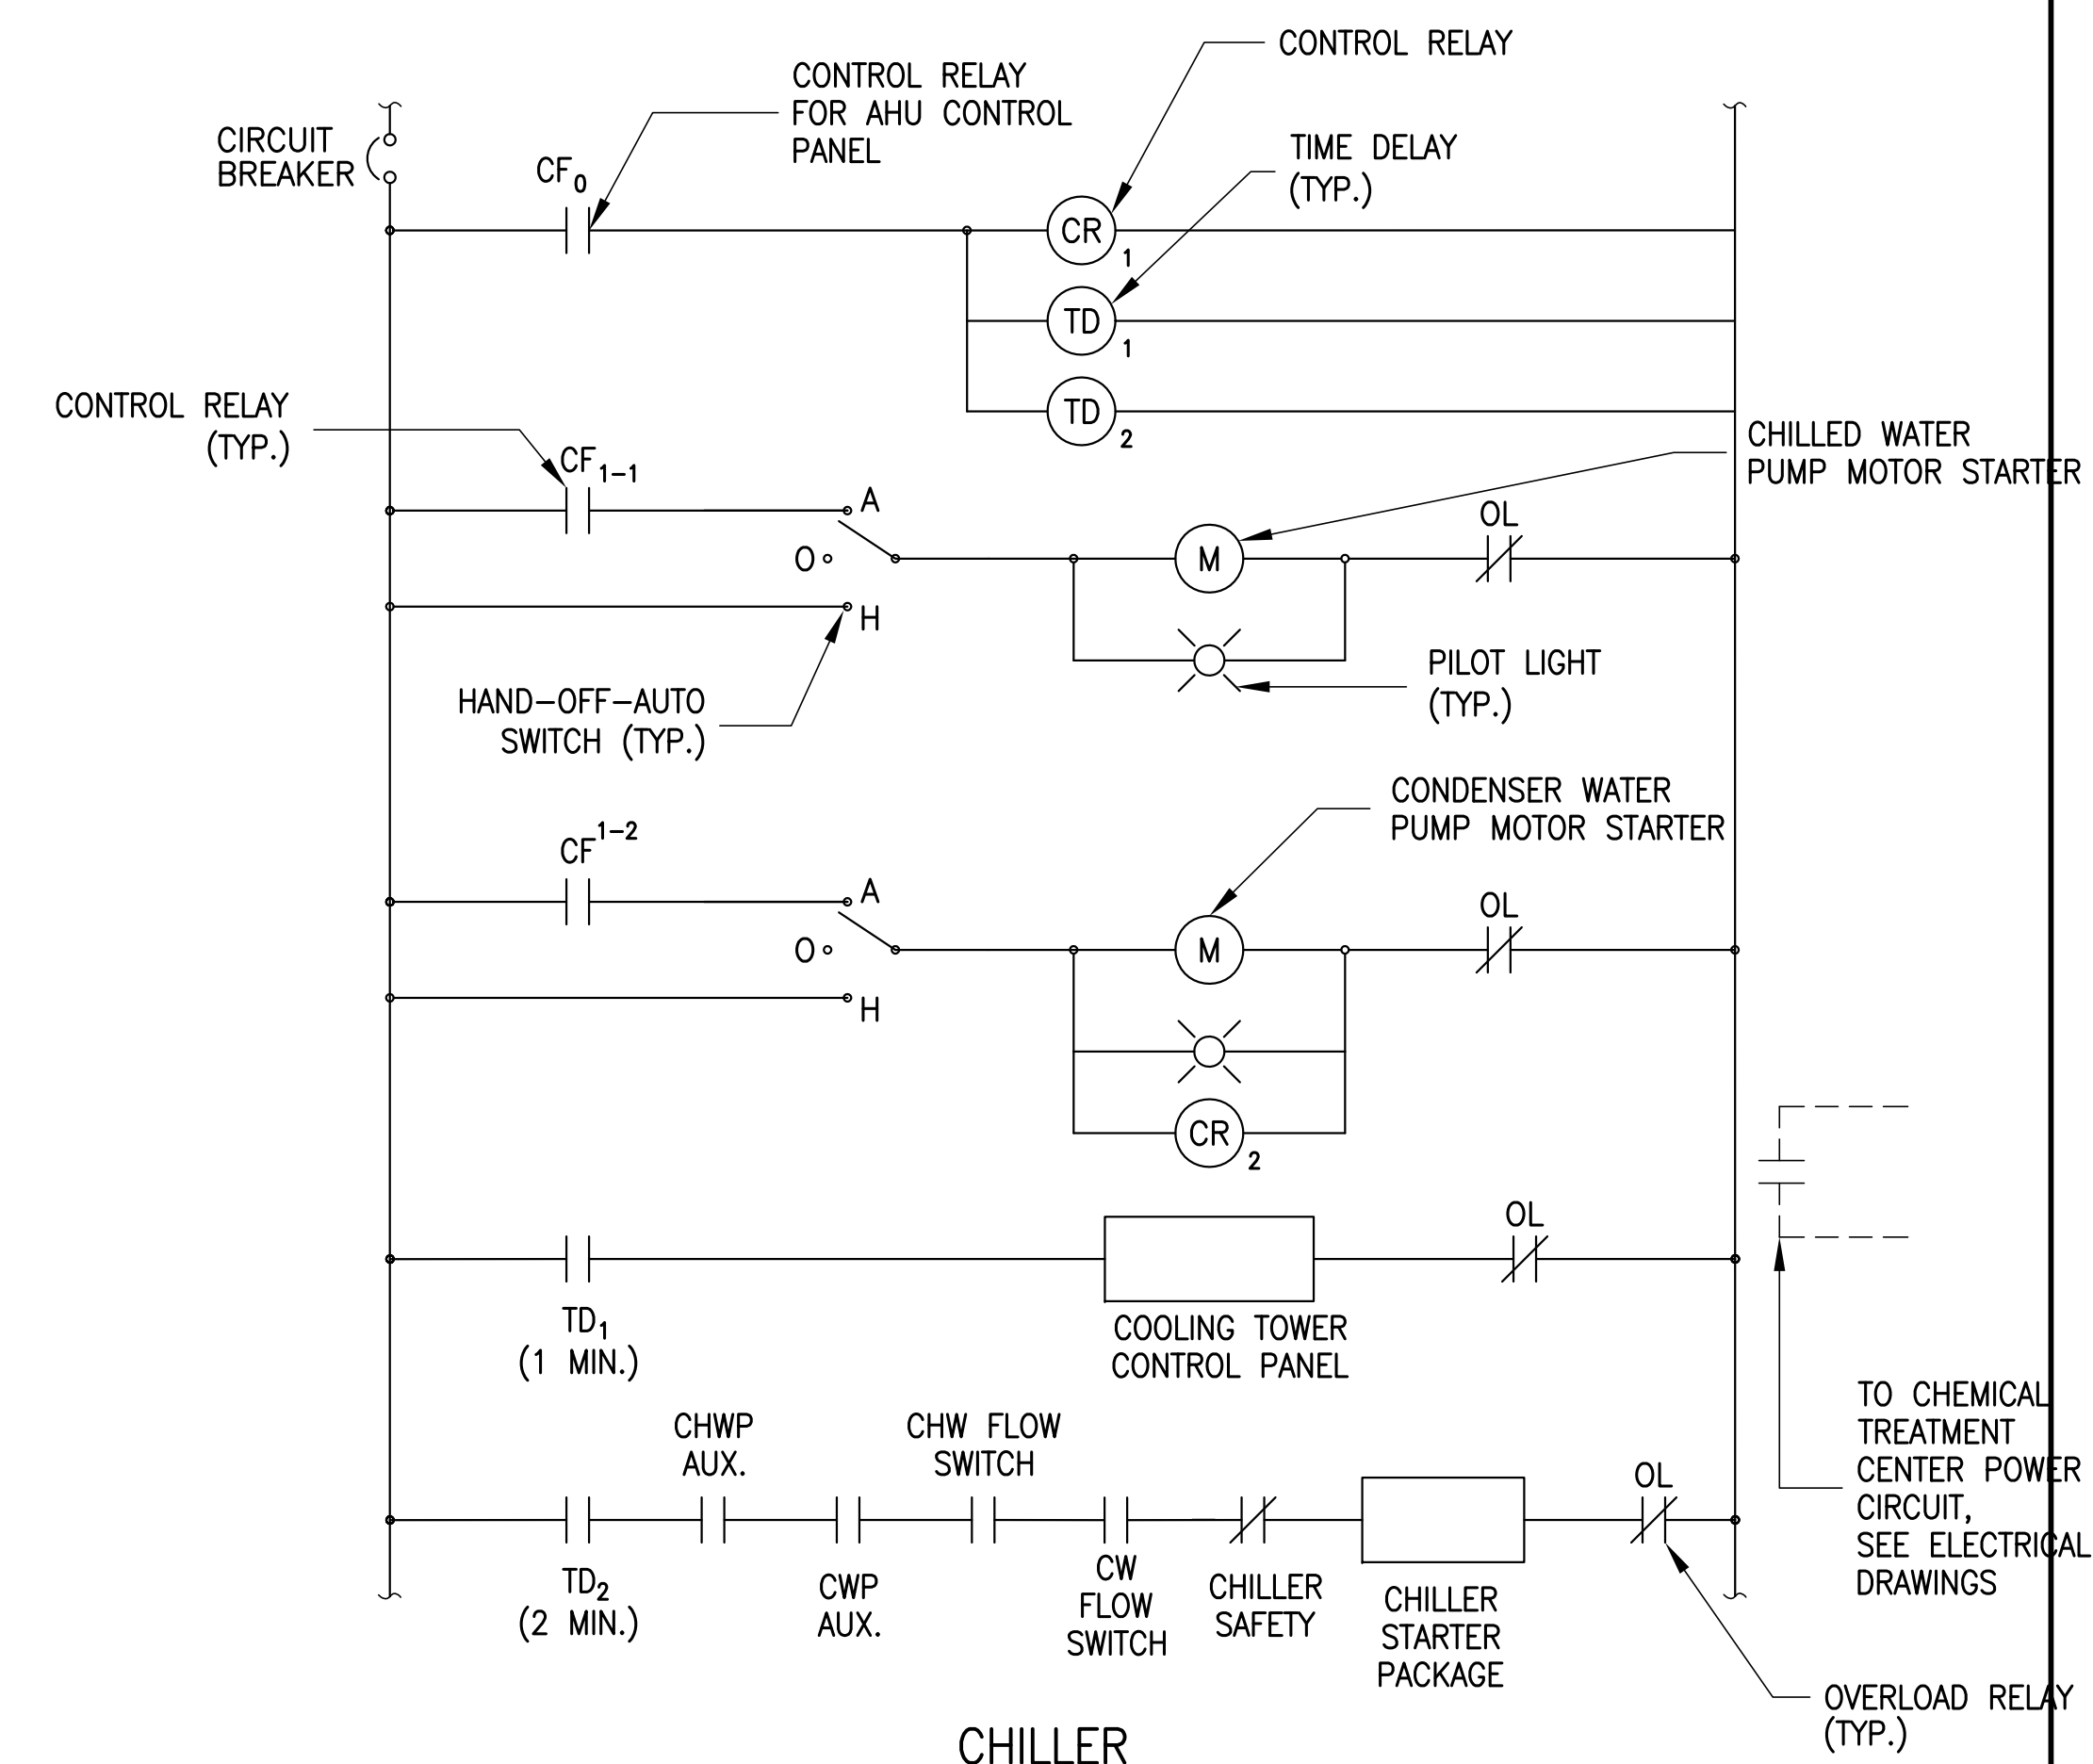 CONTROL RELAY
CONTROL RELAY
FOR AHU CONTROL
PANEL
CIRCUIT
BREAKER
TIME DELAY
(TYP.)
CF0
CR
1
TD
1
TD
2
CONTROL RELAY
(TYP.)
CF1-1
CHILLED WATER
PUMP MOTOR STARTER
A
O
H
M
OL
HAND-OFF-AUTO
SWITCH (TYP.)
PILOT LIGHT
(TYP.)
CONDENSER WATER
PUMP MOTOR STARTER
CF1-2
A
O
H
M
OL
CR
2
OL
TD1
(1 MIN.)
COOLING TOWER
CONTROL PANEL
TO CHEMICAL
TREATMENT
CENTER POWER
CIRCUIT,
SEE ELECTRICAL
DRAWINGS
CHWP
AUX.
CHW FLOW
SWITCH
OL
TD2
(2 MIN.)
CWP
AUX.
CW
FLOW
SWITCH
CHILLER
SAFETY
CHILLER
STARTER
PACKAGE
OVERLOAD RELAY
(TYP.)
CHILLER